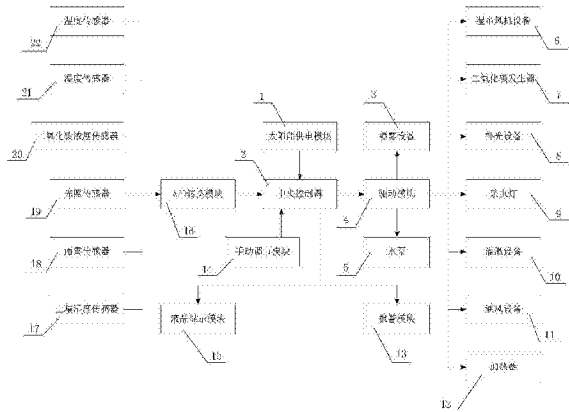 温度传感器
22
湿度传感器
21
二氧化碳浓度传感器
20
光照传感器
19
雨雪传感器
18
土壤湿度传感器
17
A/D转换模块
16
1
太阳能供电模块
2
中央控制器
手动调节模块
14
液晶显示模块
15
3
喷雾设备
驱动模块
4
水泵
5
报警模块
13
湿帘风机设备
6
二氧化碳发生器
7
补光设备
8
杀虫灯
9
灌溉设备
10
通风设备
11
加热器
12